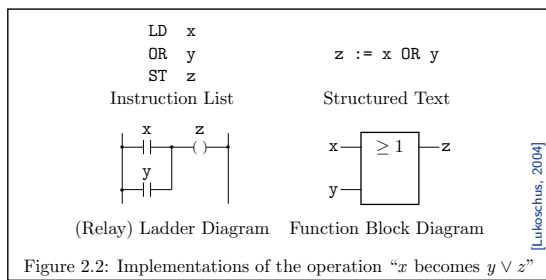 LD x
OR y
ST z
Instruction List
z := x OR y
Structured Text
x z
( )
y
(Relay) Ladder Diagram
x ≥ 1 z
y
Function Block Diagram
[Lukoschus, 2004]
Figure 2.2: Implementations of the operation “x becomes y ∨ z”